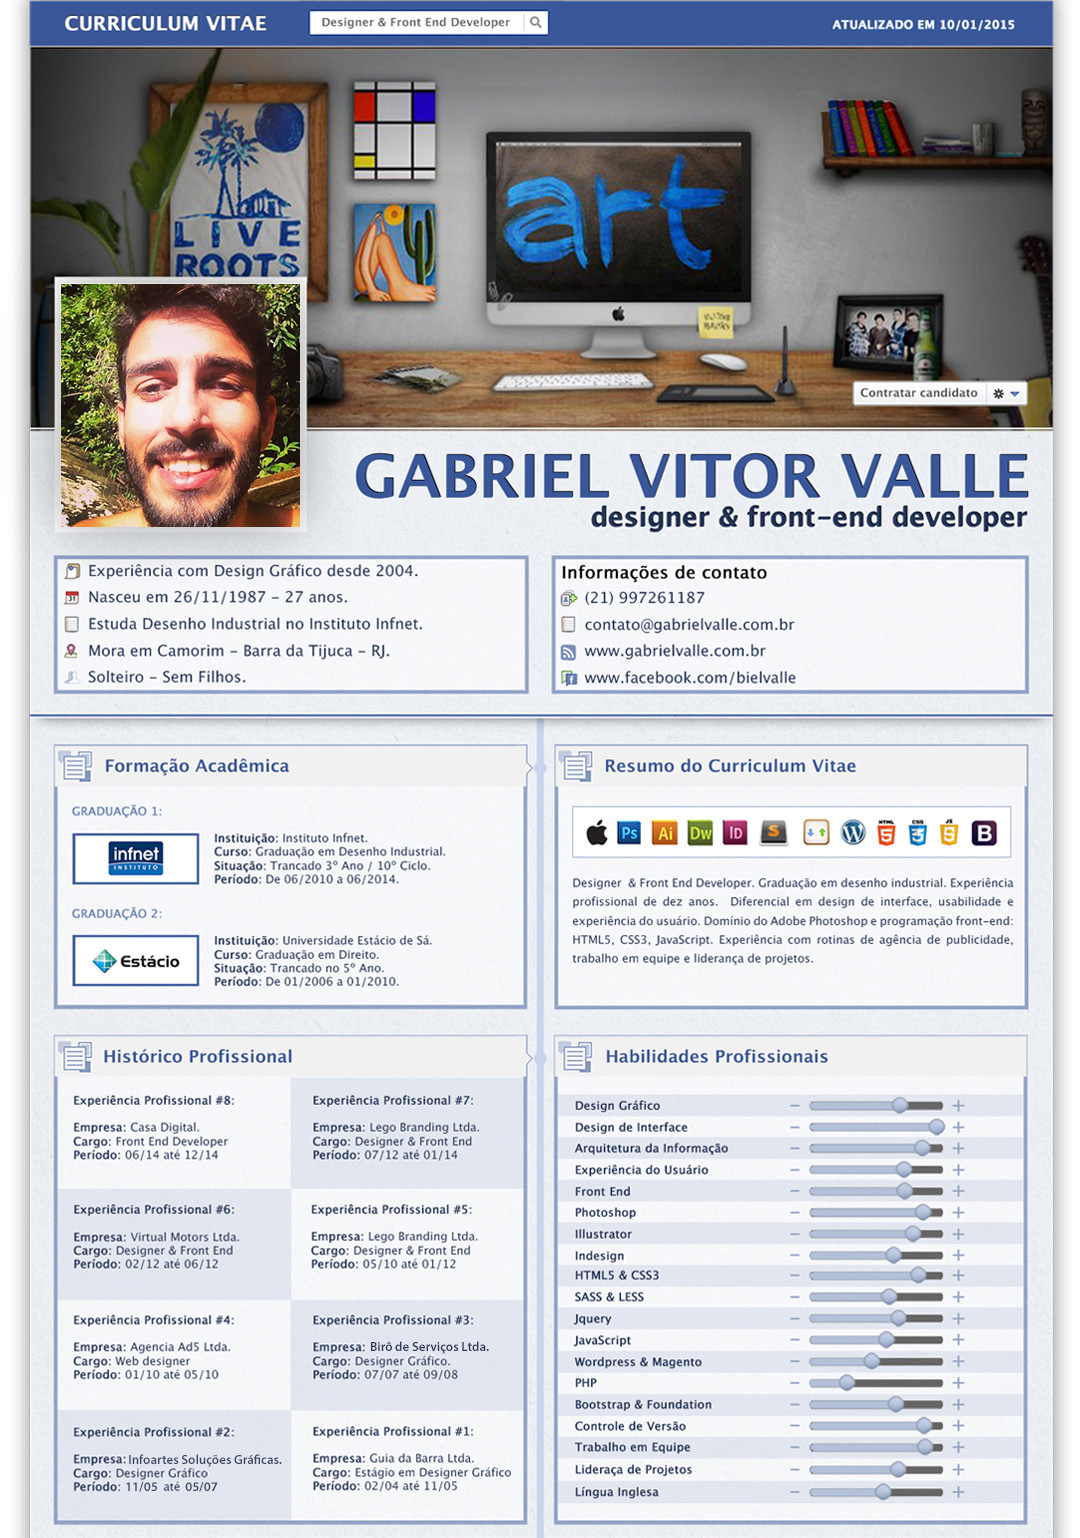 CURRICULUM VITAE
Designer & Front End Developer
ATUALIZADO EM 10/01/2015
LIVE
ROOTS
art
Contratar candidato
GABRIEL VITOR VALLE
designer & front-end developer
Experiência com Design Gráfico desde 2004.
Nasceu em 26/11/1987 - 27 anos.
Estuda Desenho Industrial no Instituto Infnet.
Mora em Camorim - Barra da Tijuca - RJ.
Solteiro - Sem Filhos.
Informações de contato
(21) 997261187
contato@gabrielvalle.com.br
www.gabrielvalle.com.br
www.facebook.com/bielvalle
Formação Acadêmica
GRADUAÇÃO 1:
infnet
INSTITUTO
Instituição: Instituto Infnet.
Curso: Graduação em Desenho Industrial.
Situação: Trancado 3º Ano / 10º Ciclo.
Período: De 06/2010 a 06/2014.
GRADUAÇÃO 2:
Estácio
Instituição: Universidade Estácio de Sá.
Curso: Graduação em Direito.
Situação: Trancado no 5º Ano.
Período: De 01/2006 a 01/2010.
Resumo do Curriculum Vitae
Ps Ai Dw Id S W HTML 5 CSS 3 JS 5 B
Designer & Front End Developer. Graduação em desenho industrial. Experiência
profissional de dez anos. Diferencial em design de interface, usabilidade e
experiência do usuário. Domínio do Adobe Photoshop e programação front-end:
HTML5, CSS3, JavaScript. Experiência com rotinas de agência de publicidade,
trabalho em equipe e liderança de projetos.
Histórico Profissional
Experiência Profissional #8:
Empresa: Casa Digital.
Cargo: Front End Developer
Período: 06/14 até 12/14
Experiência Profissional #7:
Empresa: Lego Branding Ltda.
Cargo: Designer & Front End
Período: 07/12 até 01/14
Experiência Profissional #6:
Empresa: Virtual Motors Ltda.
Cargo: Designer & Front End
Período: 02/12 até 06/12
Experiência Profissional #5:
Empresa: Lego Branding Ltda.
Cargo: Designer & Front End
Período: 05/10 até 01/12
Experiência Profissional #4:
Empresa: Agencia Ad5 Ltda.
Cargo: Web designer
Período: 01/10 até 05/10
Experiência Profissional #3:
Empresa: Birô de Serviços Ltda.
Cargo: Designer Gráfico.
Período: 07/07 até 09/08
Experiência Profissional #2:
Empresa: Infoartes Soluções Gráficas.
Cargo: Designer Gráfico
Período: 11/05 até 05/07
Experiência Profissional #1:
Empresa: Guia da Barra Ltda.
Cargo: Estágio em Designer Gráfico
Período: 02/04 até 11/05
Habilidades Profissionais
Design Gráfico
Design de Interface
Arquitetura da Informação
Experiência do Usuário
Front End
Photoshop
Illustrator
Indesign
HTML5 & CSS3
SASS & LESS
Jquery
JavaScript
Wordpress & Magento
PHP
Bootstrap & Foundation
Controle de Versão
Trabalho em Equipe
Lideraça de Projetos
Língua Inglesa